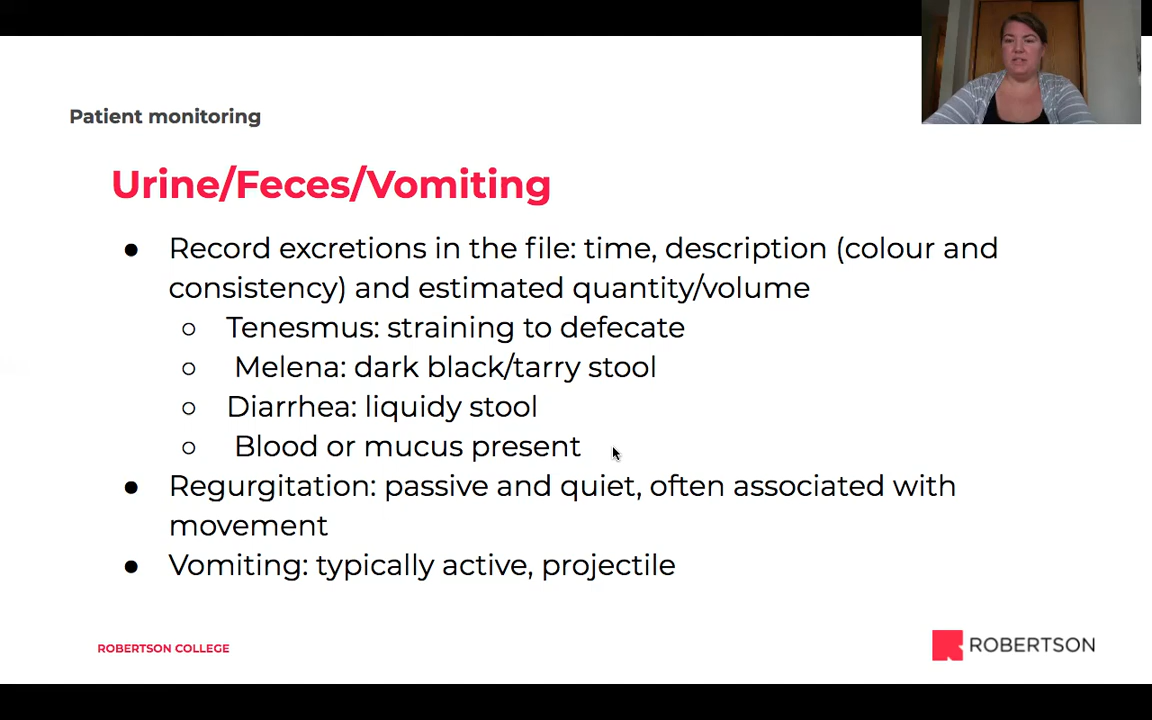 Patient monitoring
Urine/Feces/Vomiting
● Record excretions in the file: time, description (colour and
consistency) and estimated quantity/volume
○ Tenesmus: straining to defecate
○ Melena: dark black/tarry stool
○ Diarrhea: liquidy stool
○ Blood or mucus present
● Regurgitation: passive and quiet, often associated with
movement
● Vomiting: typically active, projectile
ROBERTSON COLLEGE
ROBERTSON